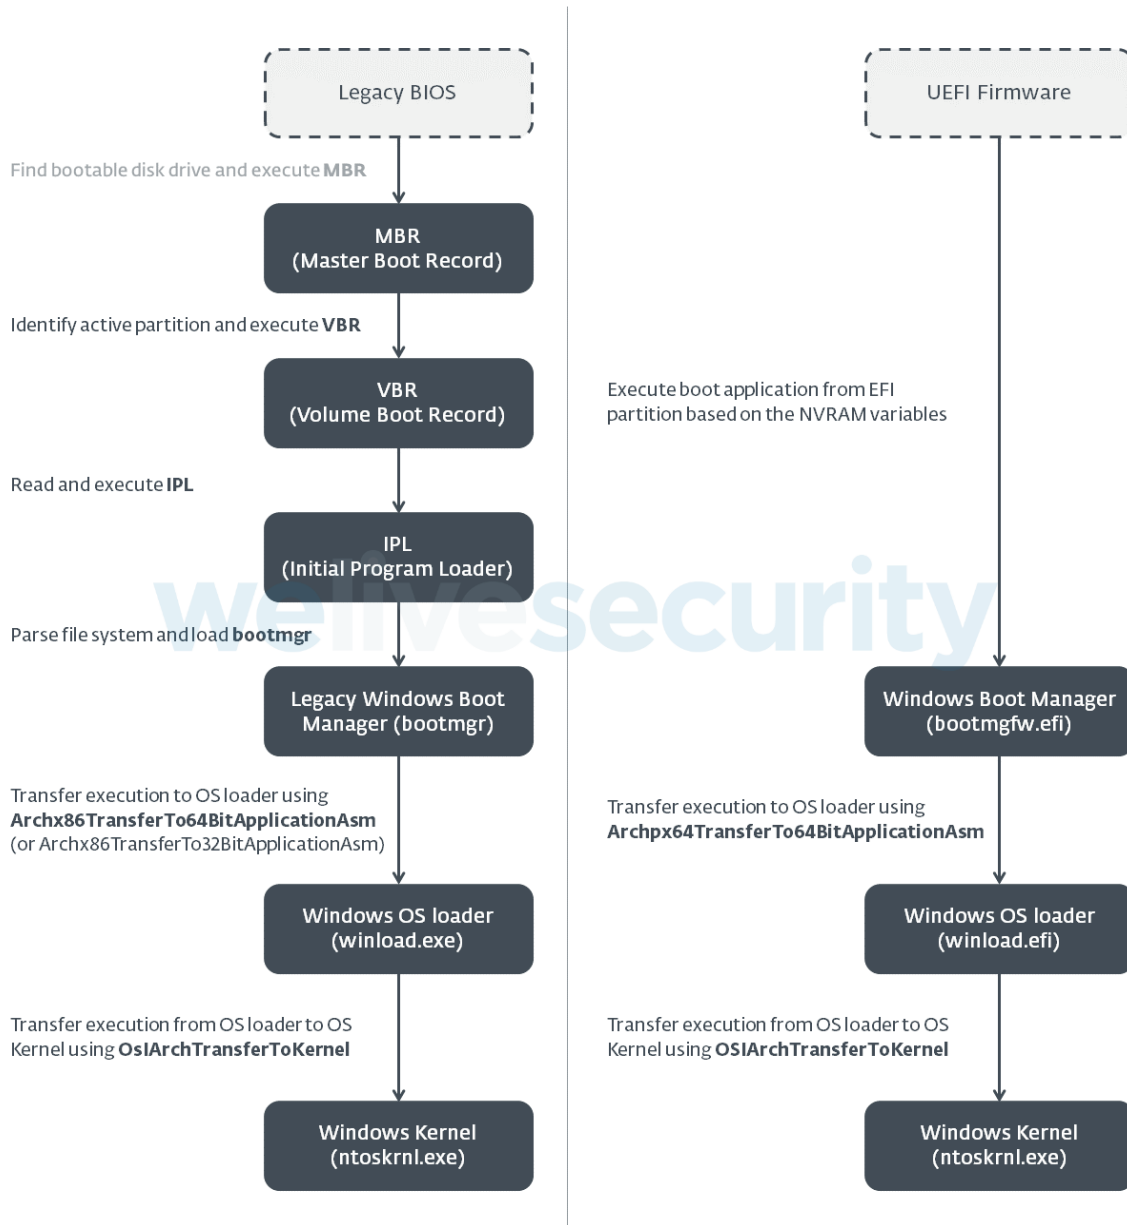 Legacy BIOS
Find bootable disk drive and execute MBR
MBR
(Master Boot Record)
Identify active partition and execute VBR
VBR
(Volume Boot Record)
Read and execute IPL
IPL
(Initial Program Loader)
Parse file system and load bootmgr
Legacy Windows Boot
Manager (bootmgr)
Transfer execution to OS loader using
Archx86TransferTo64BitApplicationAsm
(or Archx86TransferTo32BitApplicationAsm)
Windows OS loader
(winload.exe)
Transfer execution from OS loader to OS
Kernel using OslArchTransferToKernel
Windows Kernel
(ntoskrnl.exe)
UEFI Firmware
Execute boot application from EFI
partition based on the NVRAM variables
Windows Boot Manager
(bootmgfw.efi)
Transfer execution to OS loader using
Archpx64TransferTo64BitApplicationAsm
Windows OS loader
(winload.efi)
Transfer execution from OS loader to OS
Kernel using OSlArchTransferToKernel
Windows Kernel
(ntoskrnl.exe)
welivesecurity